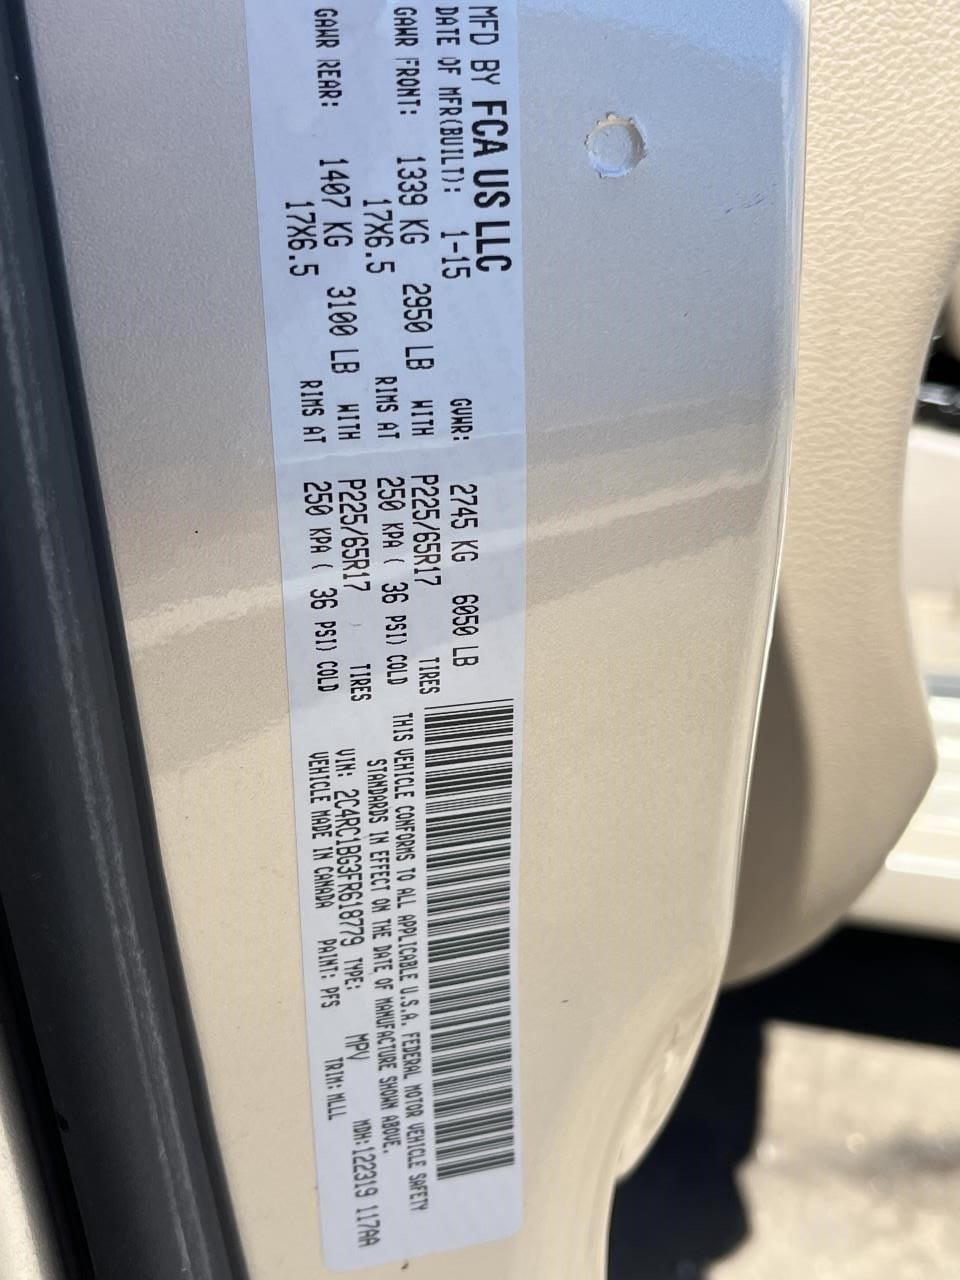 MFD BY FCA US LLC
DATE OF MFR(BUILT): 1-15 GVWR: 2745 KG 6050 LB
GAWR FRONT: 1339 KG 2950 LB WITH P225/65R17 TIRES
17X6.5 RIMS AT 250 KPA ( 36 PSI) COLD
GAWR REAR: 1407 KG 3100 LB WITH P225/65R17 TIRES
17X6.5 RIMS AT 250 KPA ( 36 PSI) COLD
THIS VEHICLE CONFORMS TO ALL APPLICABLE U.S.A. FEDERAL MOTOR VEHICLE SAFETY
STANDARDS IN EFFECT ON THE DATE OF MANUFACTURE SHOWN ABOVE.
VIN: 2C4RC1BG3FR618779 TYPE: MPV MDH:122319 117AA
VEHICLE MADE IN CANADA PAINT: PFS TRIM: MLLL